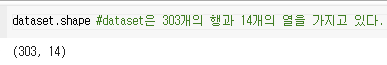 dataset.shape #dataset은 303개의 행과 14개의 열을 가지고 있다.
(303, 14)